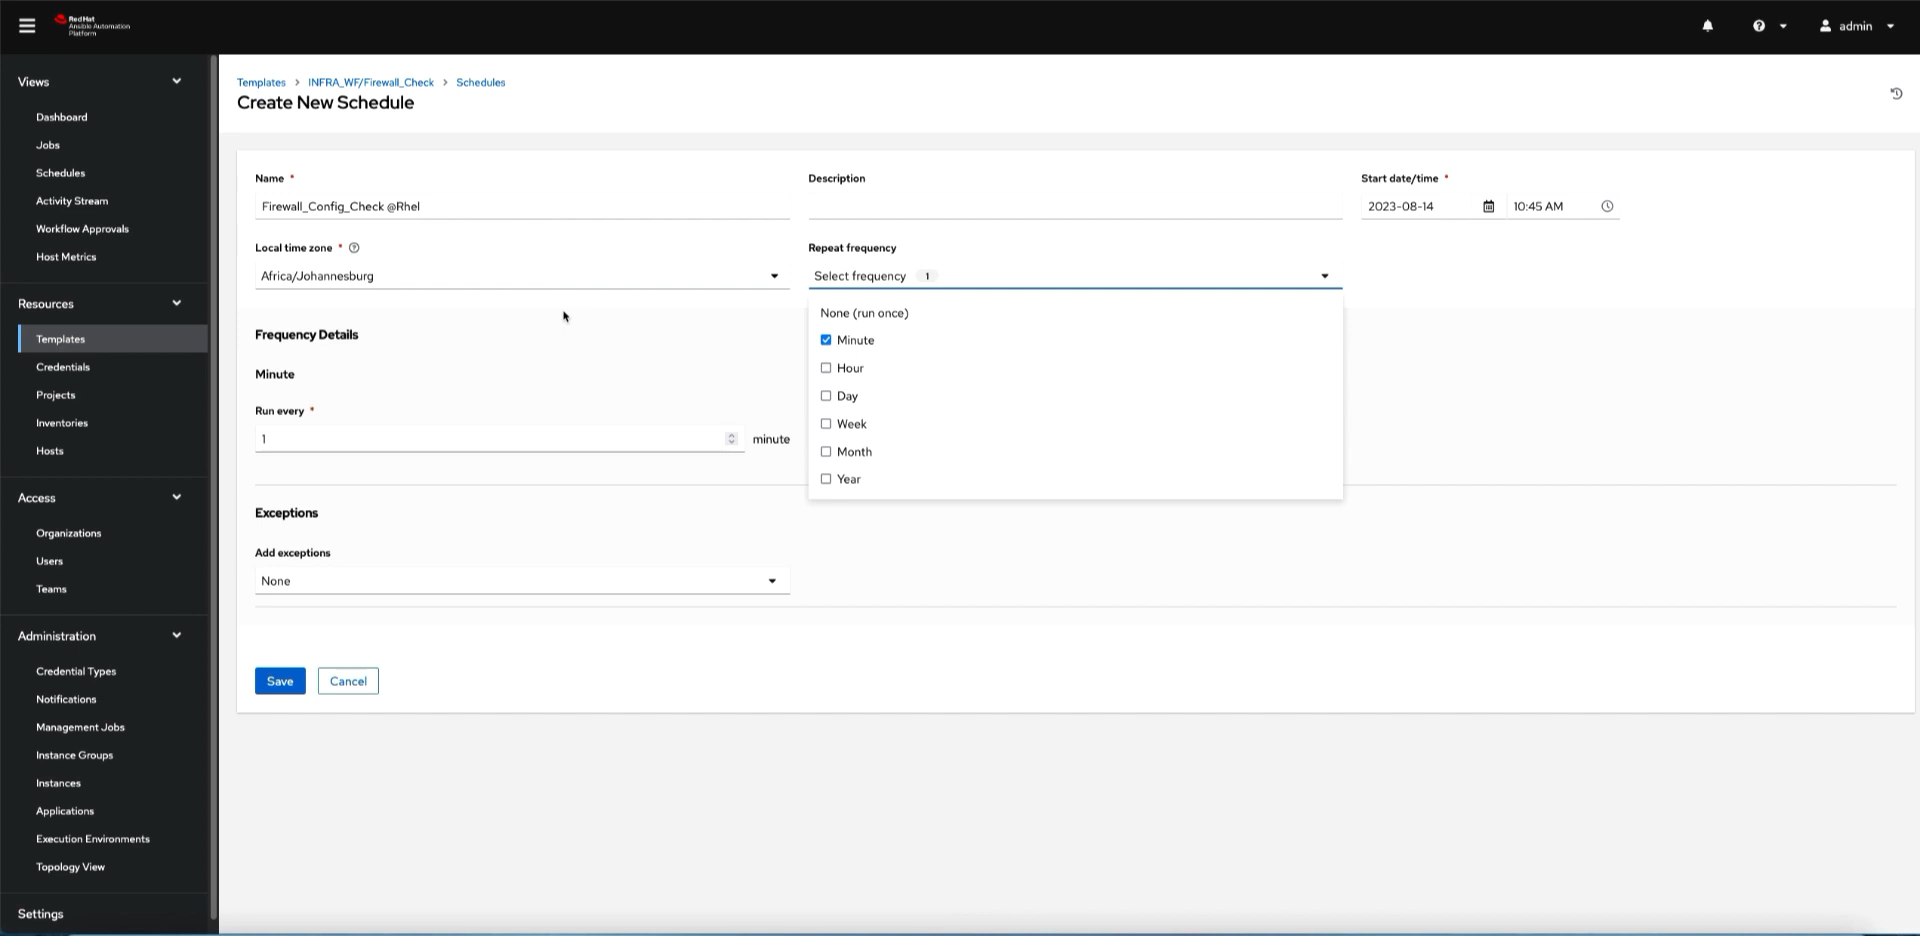 Red Hat
Ansible Automation
Platform
admin
Views
Dashboard
Jobs
Schedules
Activity Stream
Workflow Approvals
Host Metrics
Resources
Templates
Credentials
Projects
Inventories
Hosts
Access
Organizations
Users
Teams
Administration
Credential Types
Notifications
Management Jobs
Instance Groups
Instances
Applications
Execution Environments
Topology View
Settings
Templates > INFRA_WF/Firewall_Check > Schedules
Create New Schedule
Name *
Firewall_Config_Check @Rhel
Description
Start date/time *
2023-08-14 10:45 AM
Local time zone *
Africa/Johannesburg
Repeat frequency
Select frequency 1
None (run once)
Minute
Hour
Day
Week
Month
Year
Frequency Details
Minute
Run every *
1 minute
Exceptions
Add exceptions
None
Save Cancel